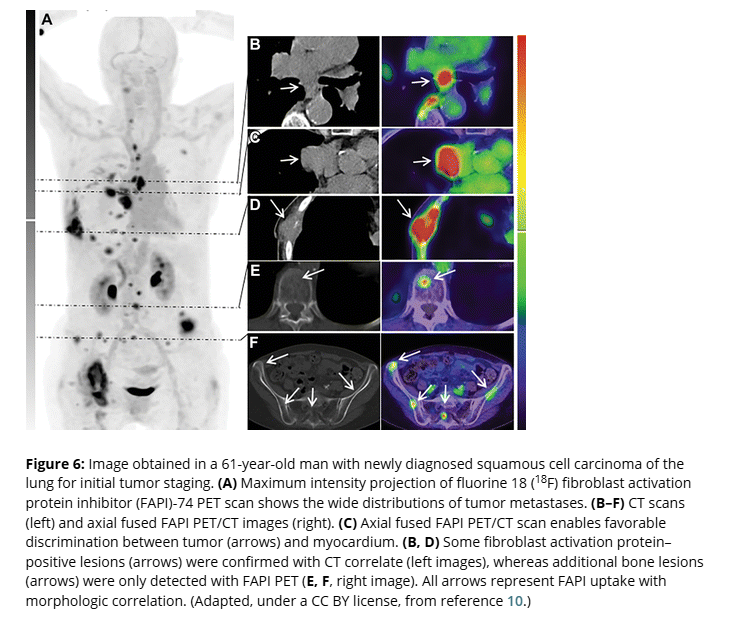 A
B
C
D
E
F
Figure 6: Image obtained in a 61-year-old man with newly diagnosed squamous cell carcinoma of the
lung for initial tumor staging. (A) Maximum intensity projection of fluorine 18 (18F) fibroblast activation
protein inhibitor (FAPI)-74 PET scan shows the wide distributions of tumor metastases. (B–F) CT scans
(left) and axial fused FAPI PET/CT images (right). (C) Axial fused FAPI PET/CT scan enables favorable
discrimination between tumor (arrows) and myocardium. (B, D) Some fibroblast activation protein–
positive lesions (arrows) were confirmed with CT correlate (left images), whereas additional bone lesions
(arrows) were only detected with FAPI PET (E, F, right image). All arrows represent FAPI uptake with
morphologic correlation. (Adapted, under a CC BY license, from reference 10.)